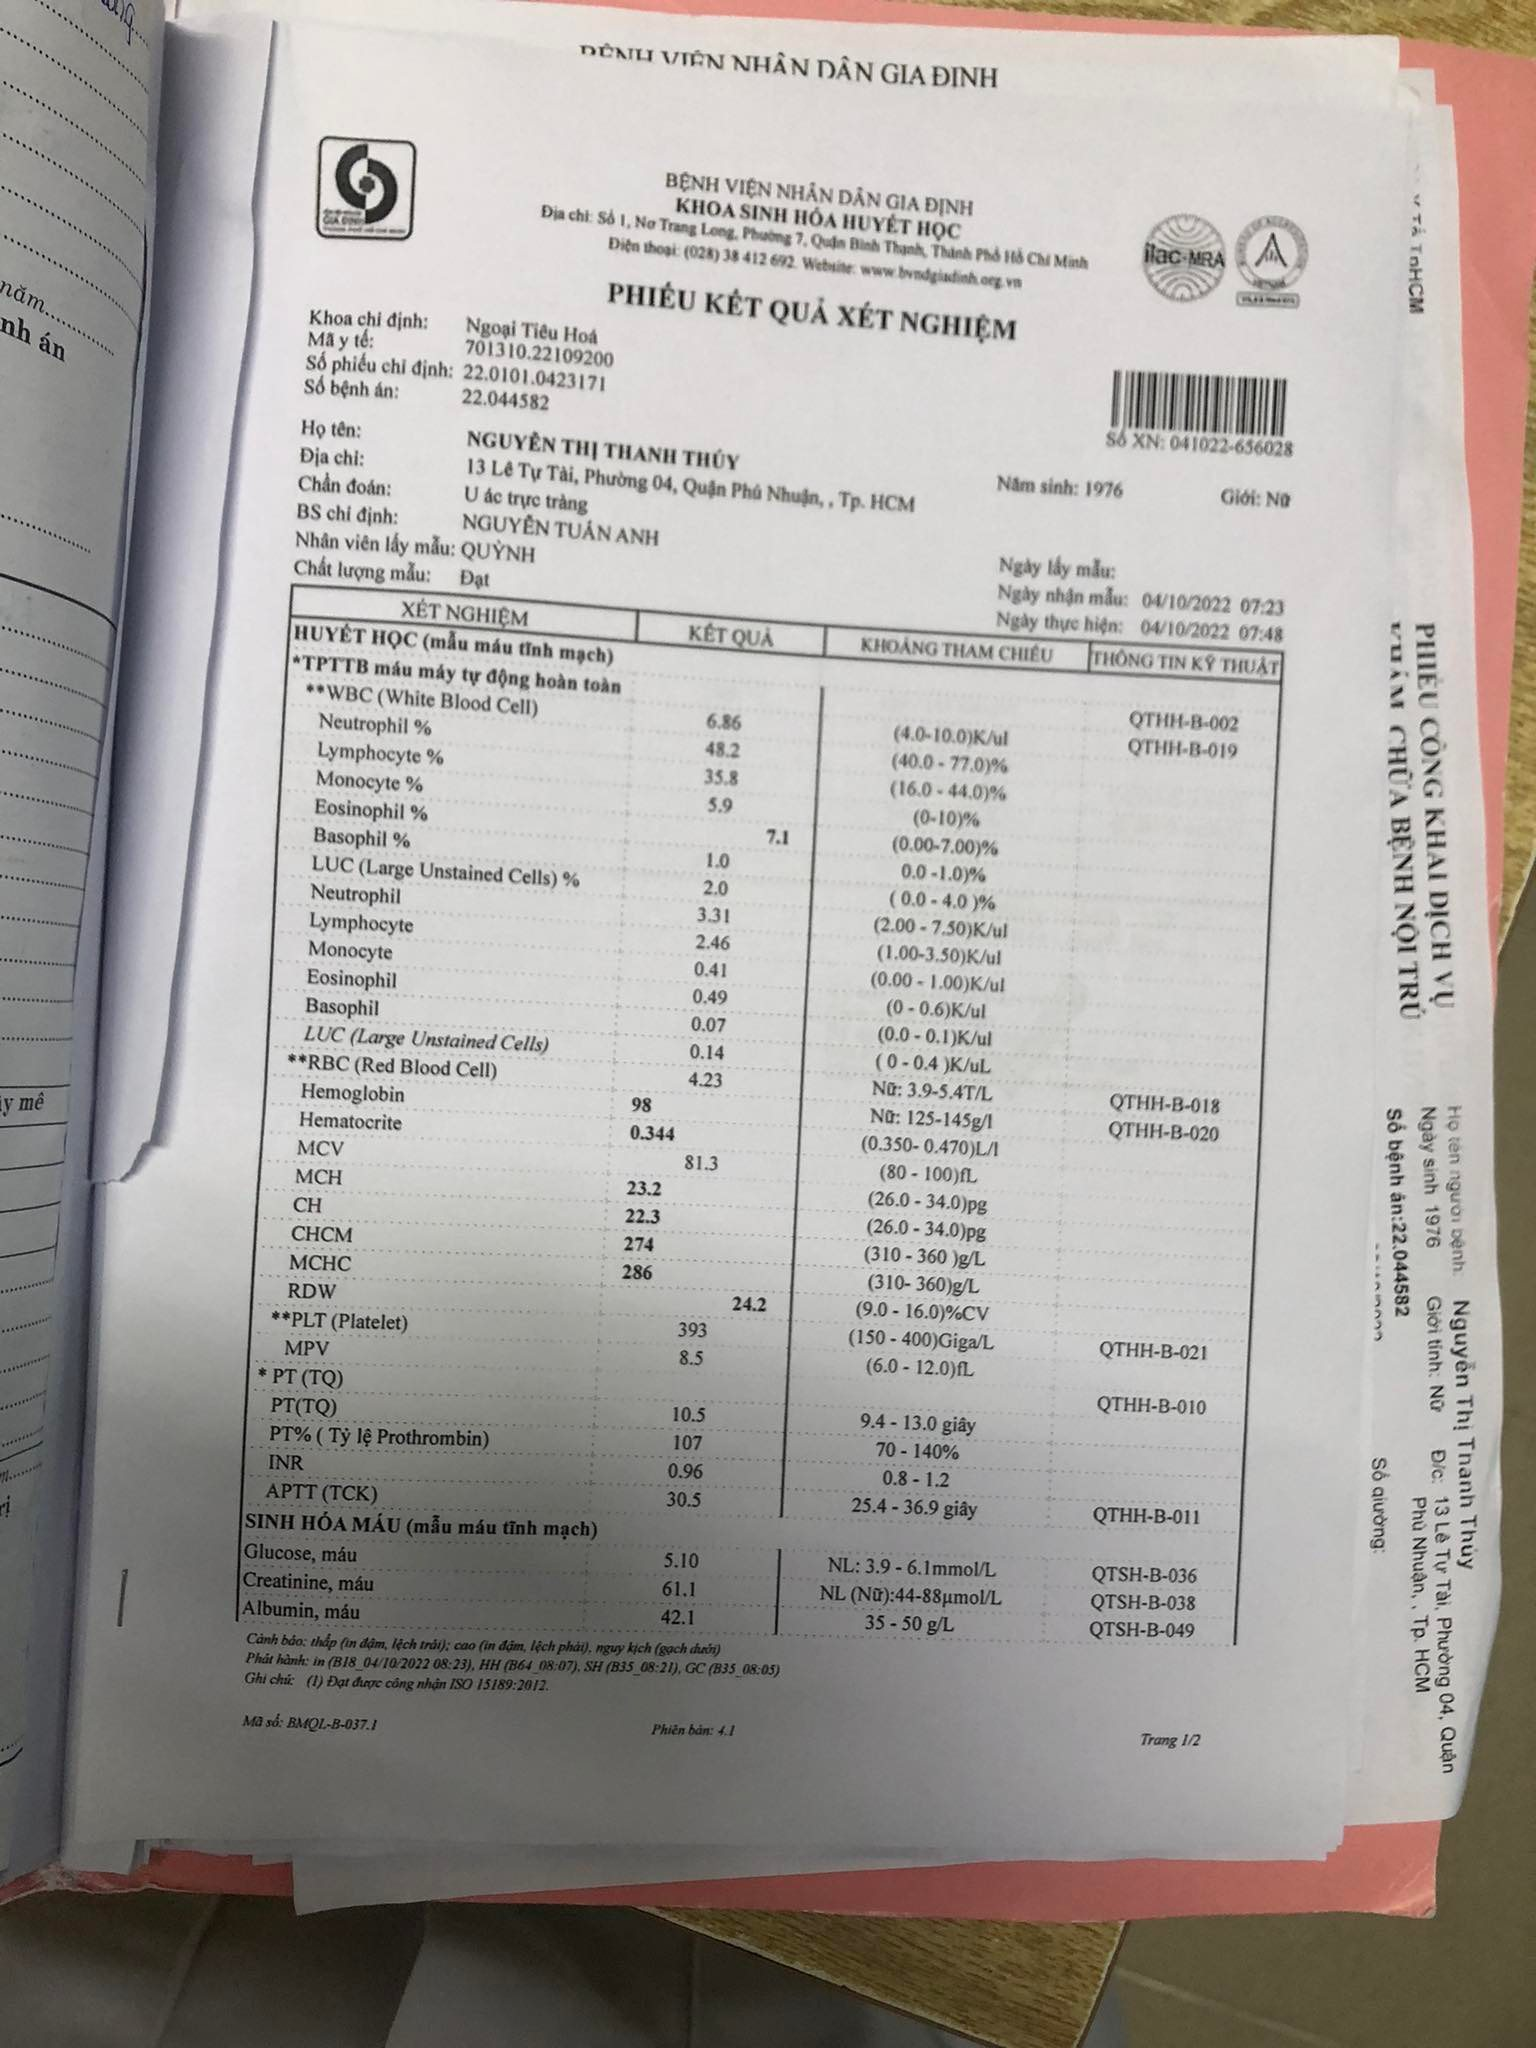 BỆNH VIỆN NHÂN DÂN GIA ĐỊNH
GIA ĐỊNH
BỆNH VIỆN NHÂN DÂN GIA ĐỊNH
KHOA SINH HÓA HUYẾT HỌC
Địa chỉ: Số 1, Nơ Trang Long, Phường 7, Quận Bình Thạnh, Thành Phố Hồ Chí Minh
Điện thoại: (028) 38 412 692. Website: www.bvndgiadinh.org.vn
ilac-MRA
PHIẾU KẾT QUẢ XÉT NGHIỆM
Khoa chỉ định: Ngoại Tiêu Hoá
Mã y tế: 701310.22109200
Số phiếu chỉ định: 22.0101.0423171
Số bệnh án: 22.044582
Số XN: 041022-656028
Họ tên: NGUYỄN THỊ THANH THÚY
Năm sinh: 1976 Giới: Nữ
Địa chỉ: 13 Lê Tự Tài, Phường 04, Quận Phú Nhuận, , Tp. HCM
Chẩn đoán: U ác trực tràng
BS chỉ định: NGUYỄN TUẤN ANH
Nhân viên lấy mẫu: QUỲNH
Chất lượng mẫu: Đạt
Ngày lấy mẫu:
Ngày nhận mẫu: 04/10/2022 07:23
Ngày thực hiện: 04/10/2022 07:48
XÉT NGHIỆM KẾT QUẢ KHOẢNG THAM CHIẾU THÔNG TIN KỸ THUẬT
HUYẾT HỌC (mẫu máu tĩnh mạch)
*TPTTB máu máy tự động hoàn toàn QTHH-B-002
**WBC (White Blood Cell) 6.86 (4.0-10.0)K/ul QTHH-B-019
Neutrophil % 48.2 (40.0 - 77.0)%
Lymphocyte % 35.8 (16.0 - 44.0)%
Monocyte % 5.9 (0-10)%
Eosinophil % 7.1 (0.00-7.00)%
Basophil % 1.0 0.0 -1.0)%
LUC (Large Unstained Cells) % 2.0 ( 0.0 - 4.0 )%
Neutrophil 3.31 (2.00 - 7.50)K/ul
Lymphocyte 2.46 (1.00-3.50)K/ul
Monocyte 0.41 (0.00 - 1.00)K/ul
Eosinophil 0.49 (0 - 0.6)K/ul
Basophil 0.07 (0.0 - 0.1)K/ul
LUC (Large Unstained Cells) 0.14 ( 0 - 0.4 )K/uL
**RBC (Red Blood Cell) 4.23 Nữ: 3.9-5.4T/L QTHH-B-018
Hemoglobin 98 Nữ: 125-145g/l QTHH-B-020
Hematocrite 0.344 (0.350- 0.470)L/l
MCV 81.3 (80 - 100)fL
MCH 23.2 (26.0 - 34.0)pg
CH 22.3 (26.0 - 34.0)pg
CHCM 274 (310 - 360 )g/L
MCHC 286 (310- 360)g/L
RDW 24.2 (9.0 - 16.0)%CV
**PLT (Platelet) 393 (150 - 400)Giga/L QTHH-B-021
MPV 8.5 (6.0 - 12.0)fL
* PT (TQ) QTHH-B-010
PT(TQ) 10.5 9.4 - 13.0 giây
PT% ( Tỷ lệ Prothrombin) 107 70 - 140%
INR 0.96 0.8 - 1.2
APTT (TCK) 30.5 25.4 - 36.9 giây QTHH-B-011
SINH HÓA MÁU (mẫu máu tĩnh mạch)
Glucose, máu 5.10 NL: 3.9 - 6.1mmol/L QTSH-B-036
Creatinine, máu 61.1 NL (Nữ):44-88µmol/L QTSH-B-038
Albumin, máu 42.1 35 - 50 g/L QTSH-B-049
Cảnh báo: thấp (in đậm, lệch trái); cao (in đậm, lệch phải), nguy kịch (gạch dưới)
Phát hành: in (B18_04/10/2022 08:23), HH (B64_08:07), SH (B35_08:21), GC (B35_08:05)
Ghi chú: (1) Đạt được công nhận ISO 15189:2012.
Mã số: BMQL-B-037.1 Phiên bản: 4.1 Trang 1/2
năm
nh án
ây mê
TpHCM
PHIẾU CÔNG KHAI DỊCH VỤ
KHÁM CHỮA BỆNH NỘI TRÚ
Họ tên người bệnh: Nguyễn Thị Thanh Thúy
Ngày sinh 1976 Giới tính: Nữ Đ/c: 13 Lê Tự Tài, Phường 04, Quận
Phú Nhuận, , Tp. HCM
Số bệnh án:22.044582 Số giường: